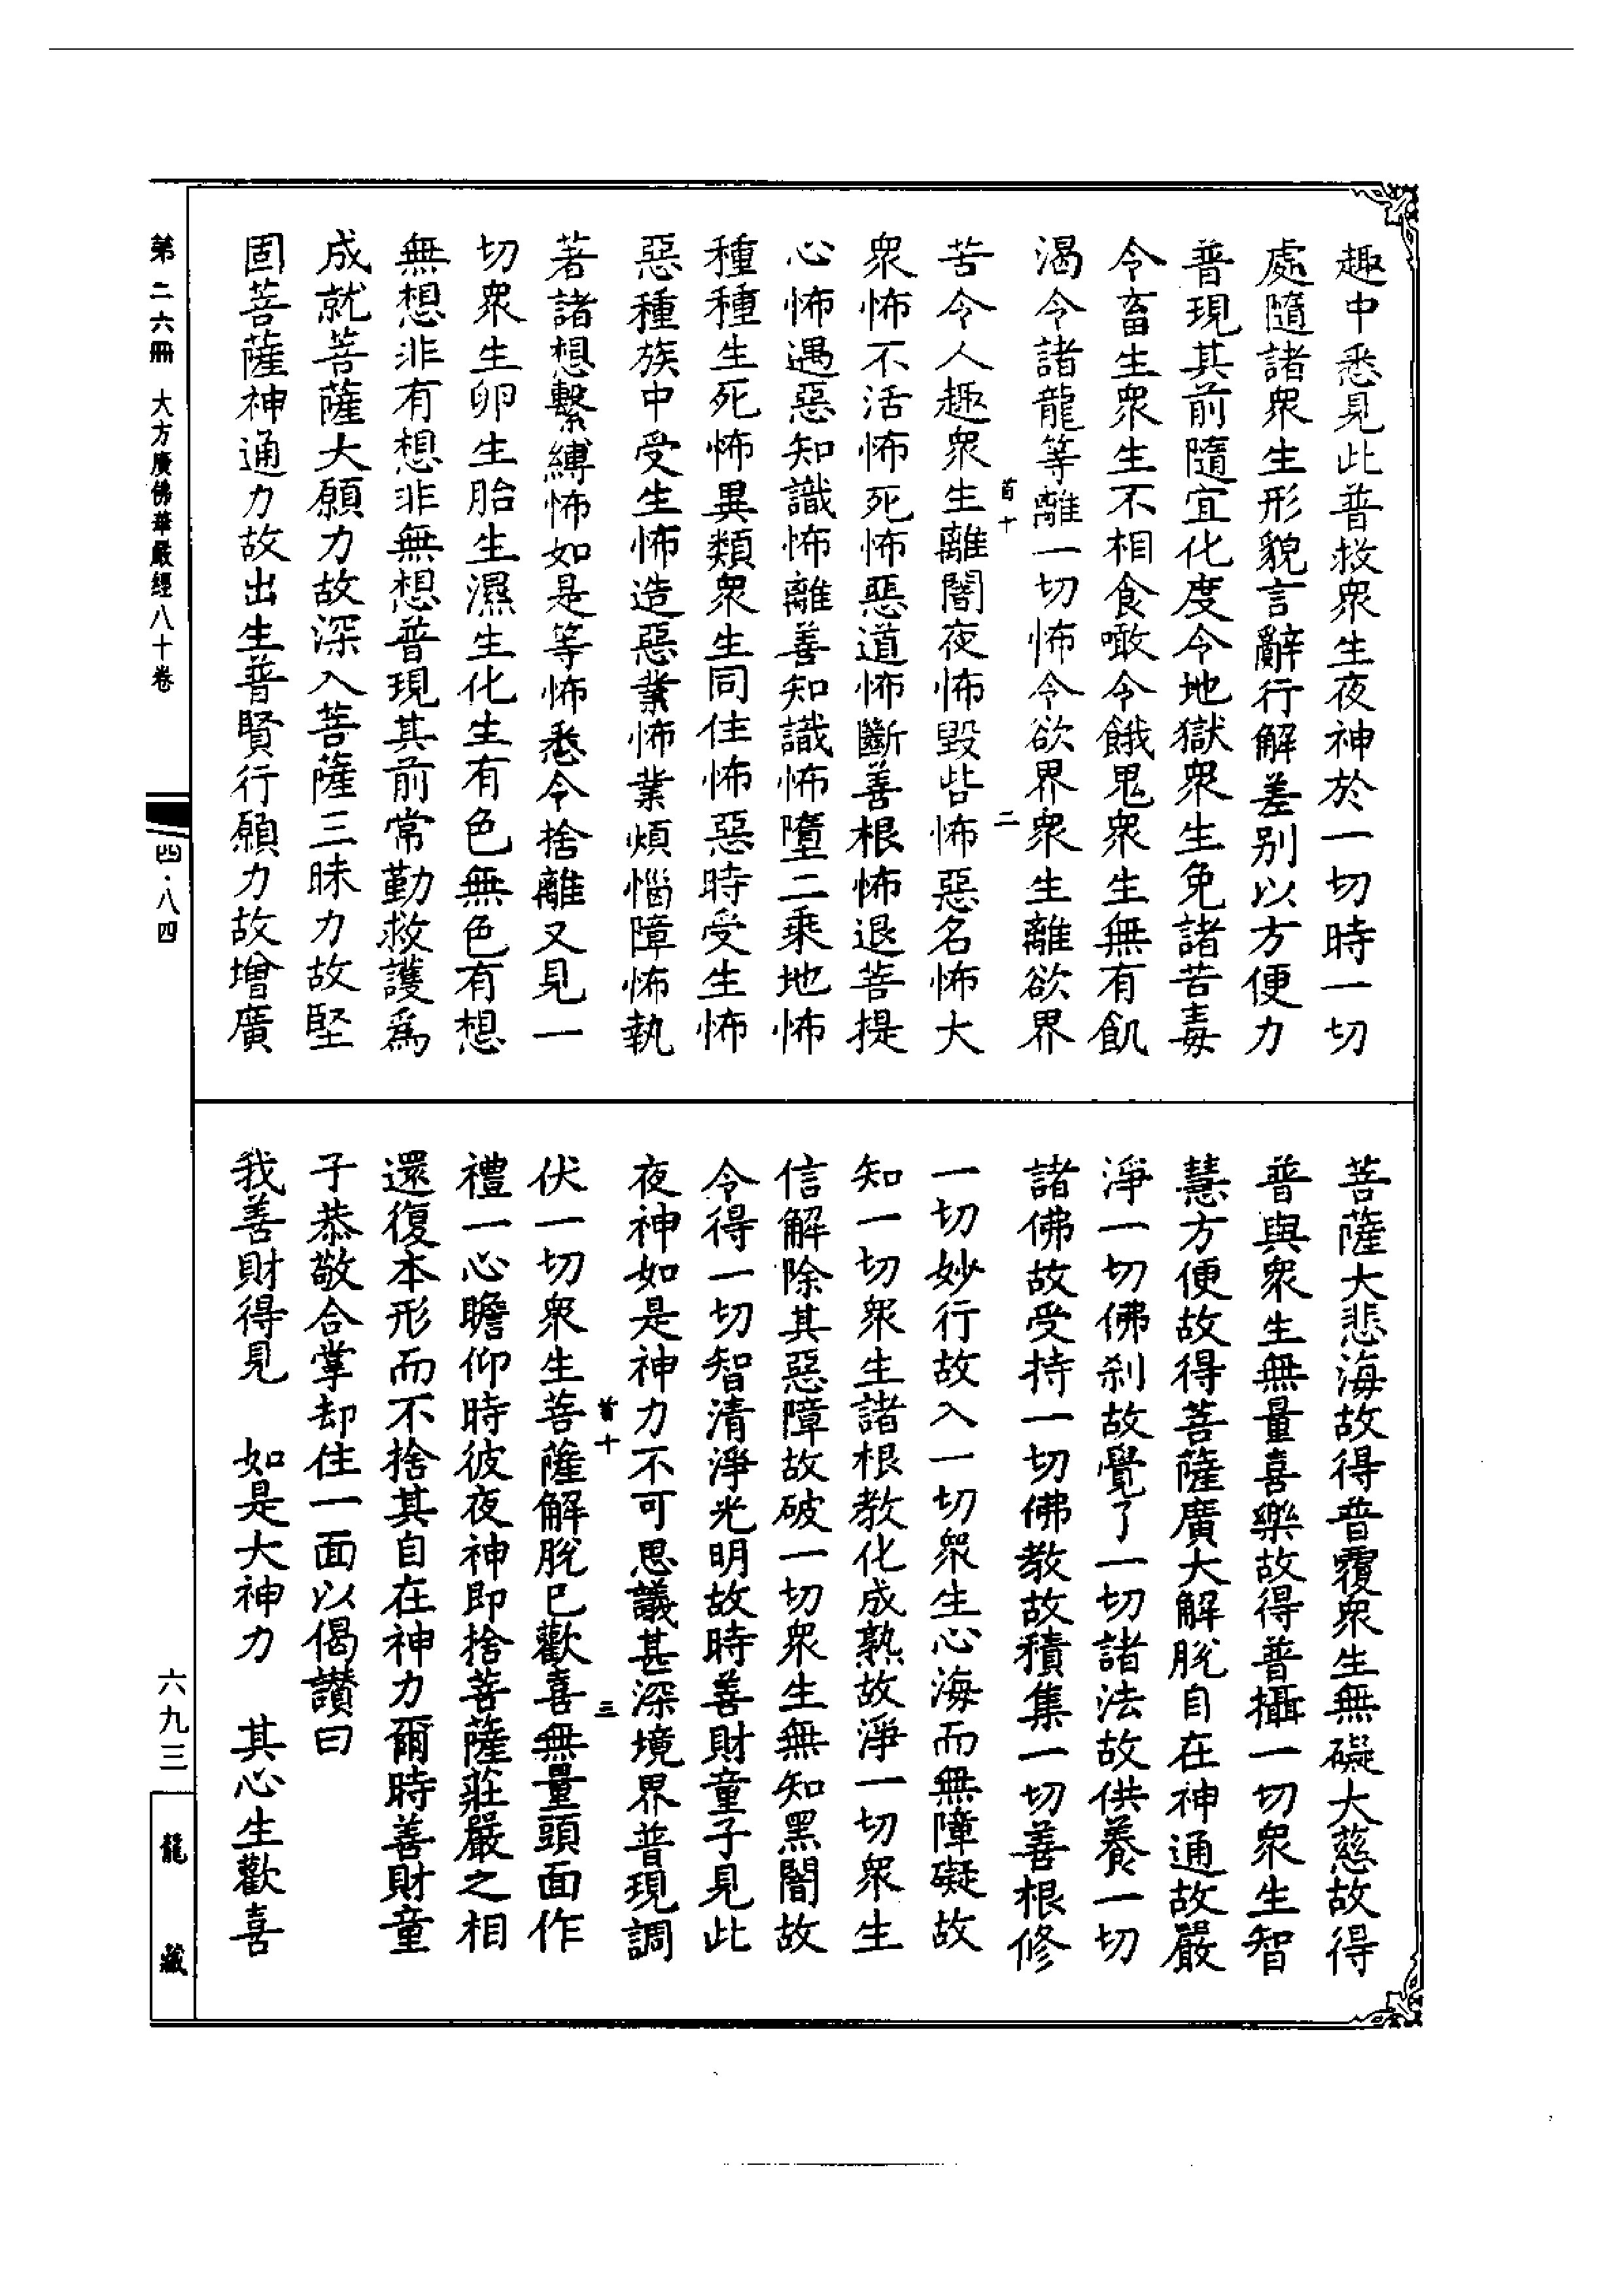 趣中悉見此普救衆生夜神於一切時一切
處隨諸衆生形貌言辭行解差别以方便力
普現其前隨宜化度令地獄衆生免諸苦毒
令畜生衆生不相食噉令餓鬼衆生無有飢
渴令諸龍等離一切怖令欲界衆生離欲界
首十 二
苦令人趣衆生離闇夜怖毀呰怖惡名怖大
衆怖不活怖死怖惡道怖斷善根怖退菩提
心怖遇惡知識怖離善知識怖墮二乘地怖
種種生死怖異類衆生同住怖惡時受生怖
惡種族中受生怖造惡業怖業煩惱障怖執
著諸想繫縛怖如是等怖悉令捨離又見一
切衆生卵生胎生濕生化生有色無色有想
無想非有想非無想普現其前常勤救護爲
成就菩薩大願力故深入菩薩三昧力故堅
固菩薩神通力故出生普賢行願力故增廣
菩薩大悲海故得普覆衆生無礙大慈故得
普與衆生無量喜樂故得普攝一切衆生智
慧方便故得菩薩廣大解脫自在神通故嚴
淨一切佛刹故覺了一切諸法故供養一切
諸佛故受持一切佛教故積集一切善根修
一切妙行故入一切衆生心海而無障礙故
知一切衆生諸根教化成熟故淨一切衆生
信解除其惡障故破一切衆生無知黑闇故
令得一切智清淨光明故時善財童子見此
夜神如是神力不可思議甚深境界普現調
首十 三
伏一切衆生菩薩解脫巳歡喜無量頭面作
禮一心瞻仰時彼夜神即捨菩薩莊嚴之相
還復本形而不捨其自在神力爾時善財童
子恭敬合掌却住一面以偈讚曰
我善財得見 如是大神力 其心生歡喜
第二六冊 大方廣佛華嚴經八十卷
四·八四
六九三
龍藏